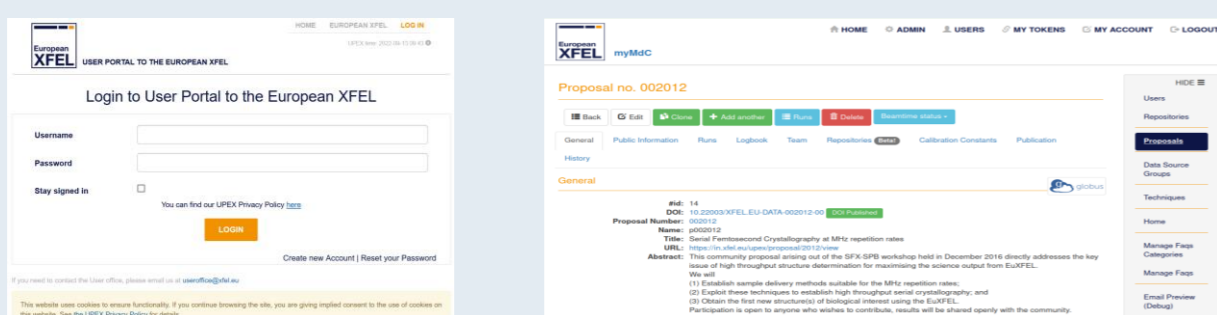 HOME EUROPEAN XFEL LOG IN
European
XFEL
USER PORTAL TO THE EUROPEAN XFEL
Login to User Portal to the European XFEL
Username
Password
Stay signed in
You can find our UPEX Privacy Policy here
LOGIN
Create new Account | Reset your Password
If you need to contact the User office, please email us at useroffice@xfel.eu
This website uses cookies to ensure functionality. If you continue browsing the site, you are giving implied consent to the use of cookies on
this website. See the UPEX Privacy Policy for details
HOME ADMIN USERS MY TOKENS MY ACCOUNT LOGOUT
European
XFEL
myMdC
Proposal no. 002012
Back Edit Clone Add another Runs Delete Beamtime status
General Public Information Runs Logbook Team Repositories Beta! Calibration Constants Publication
History
General
globus
#id: 14
DOI: 10.22003/XFEL.EU-DATA-002012-00 DOI Published
Proposal Number: 002012
Name: p002012
Title: Serial Femtosecond Crystallography at MHz repetition rates
URL: https://in.xfel.eu/upex/proposal/2012/view
Abstract: This community proposal arising out of the SFX-SPB workshop held in December 2016 directly addresses the key
issue of high throughput structure determination for maximising the science output from EuXFEL.
We will
(1) Establish sample delivery methods suitable for the MHz repetition rates;
(2) Exploit these techniques to establish high throughput serial crystallography; and
(3) Obtain the first new structure(s) of biological interest using the EuXFEL.
Participation is open to anyone who wishes to contribute, results will be shared openly with the community.
HIDE
Users
Repositories
Proposals
Data Source
Groups
Techniques
Home
Manage Faqs
Categories
Manage Faqs
Email Preview
(Debug)